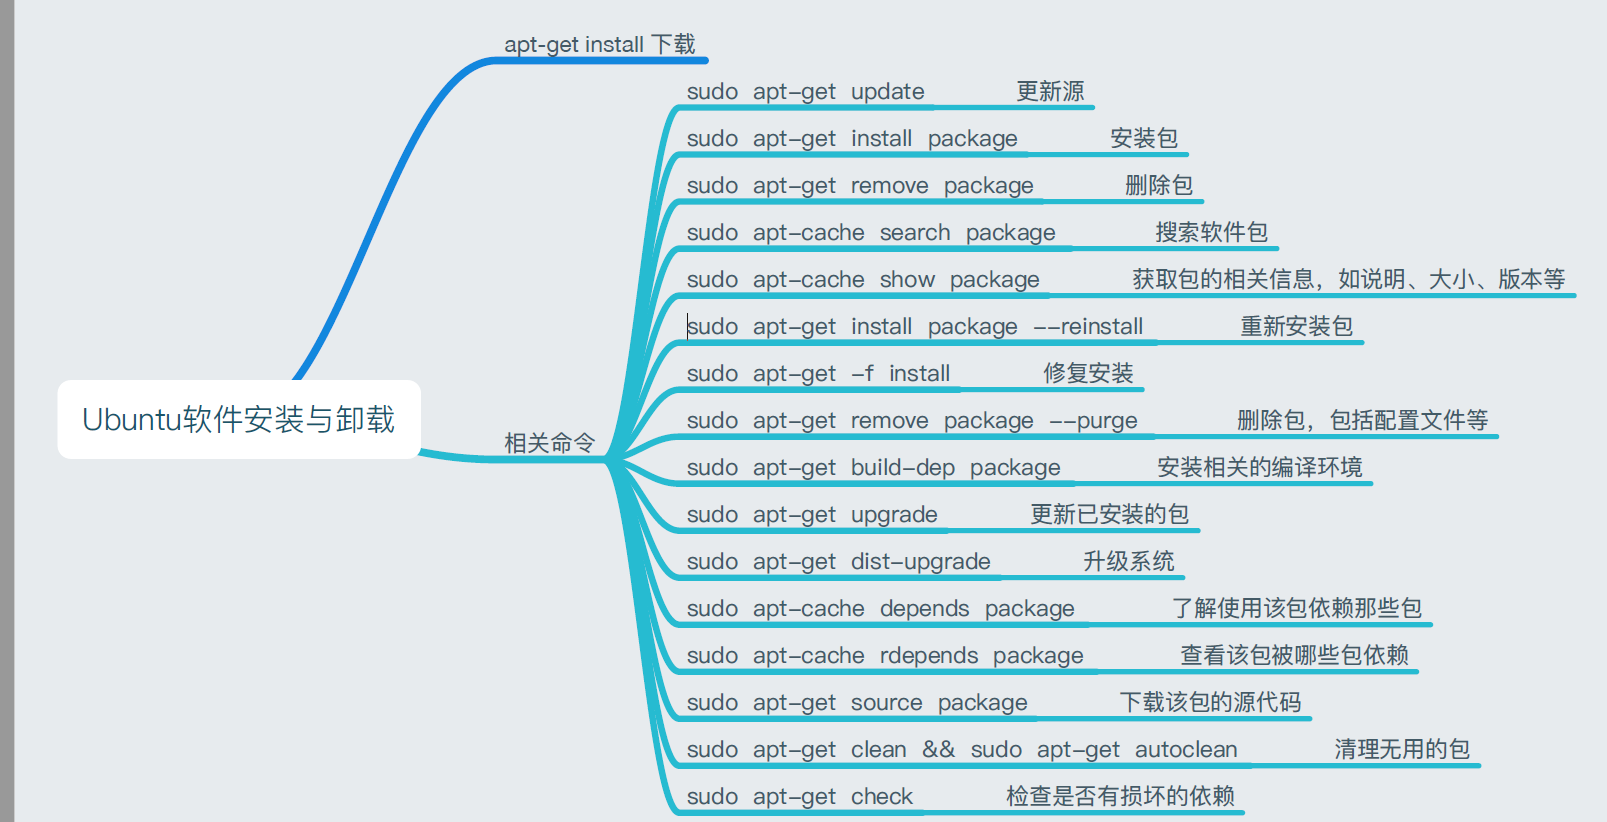 apt-get install 下载
sudo apt-get update 更新源
sudo apt-get install package 安装包
sudo apt-get remove package 删除包
sudo apt-cache search package 搜索软件包
sudo apt-cache show package 获取包的相关信息，如说明、大小、版本等
sudo apt-get install package --reinstall 重新安装包
sudo apt-get -f install 修复安装
sudo apt-get remove package --purge 删除包，包括配置文件等
Ubuntu软件安装与卸载
相关命令
sudo apt-get build-dep package 安装相关的编译环境
sudo apt-get upgrade 更新已安装的包
sudo apt-get dist-upgrade 升级系统
sudo apt-cache depends package 了解使用该包依赖那些包
sudo apt-cache rdepends package 查看该包被哪些包依赖
sudo apt-get source package 下载该包的源代码
sudo apt-get clean && sudo apt-get autoclean 清理无用的包
sudo apt-get check 检查是否有损坏的依赖